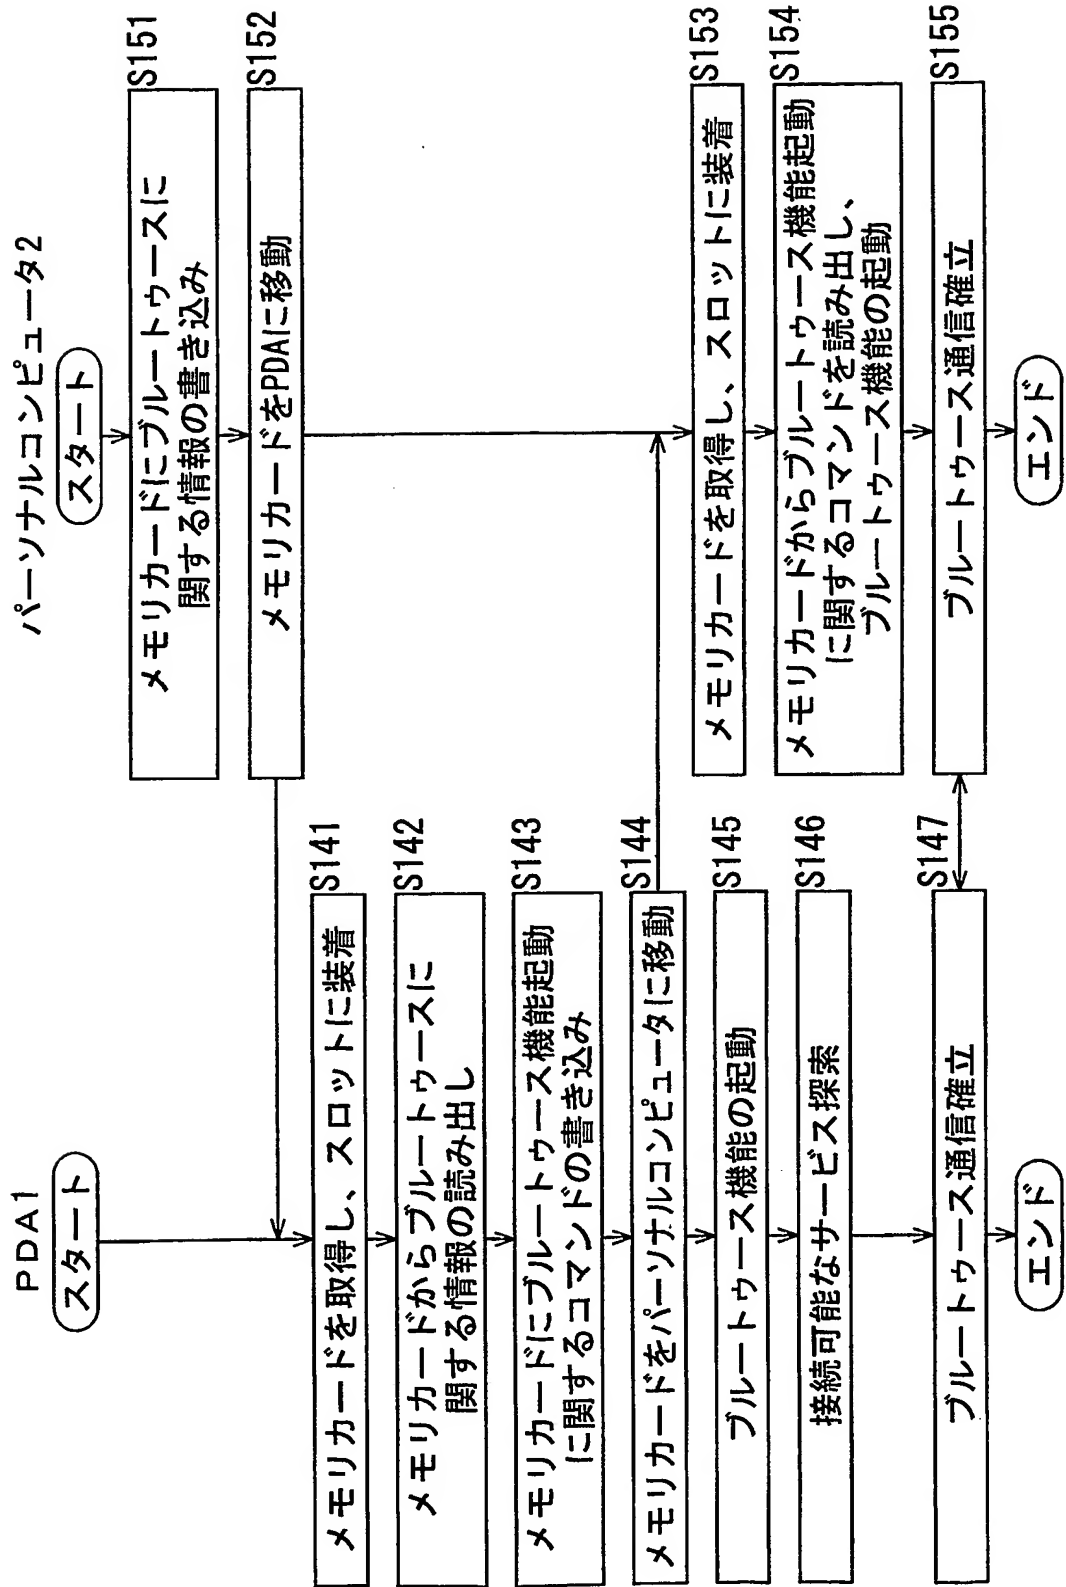 PDA1
スタート
メモリカードを取得し、スロットに装着
S141
メモリカードからブルートゥースに
関する情報の読み出し
S142
メモリカードにブルートゥース機能起動
に関するコマンドの書き込み
S143
メモリカードをパーソナルコンピュータに移動
S144
ブルートゥース機能の起動
S145
接続可能なサービス探索
S146
ブルートゥース通信確立
S147
エンド
パーソナルコンピュータ2
スタート
メモリカードにブルートゥースに
関する情報の書き込み
S151
メモリカードをPDAに移動
S152
メモリカードを取得し、スロットに装着
S153
メモリカードからブルートゥース機能起動
に関するコマンドを読み出し、
ブルートゥース機能の起動
S154
ブルートゥース通信確立
S155
エンド